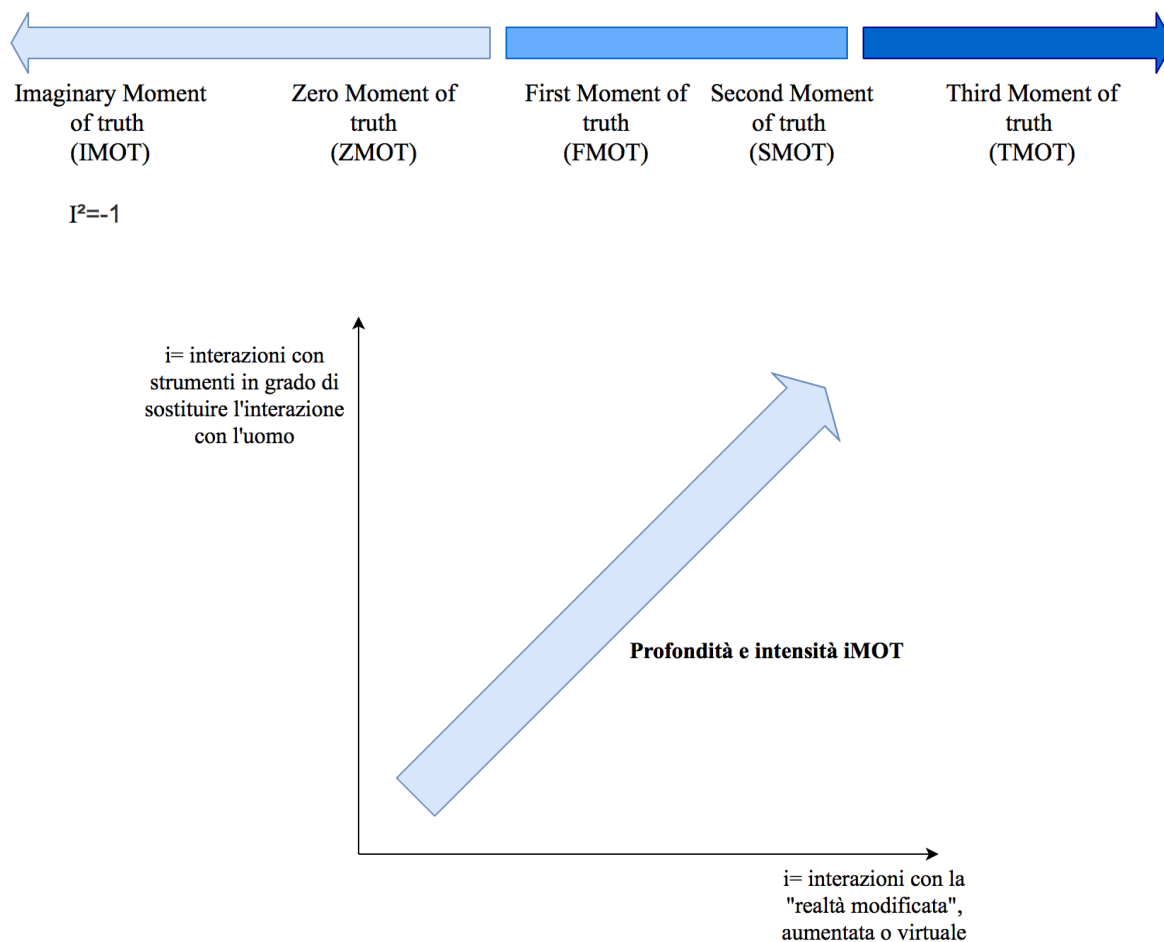 Imaginary Moment
of truth
(IMOT)
Zero Moment of
truth
(ZMOT)
First Moment of
truth
(FMOT)
Second Moment
of truth
(SMOT)
Third Moment of
truth
(TMOT)
I²=-1
i= interazioni con
strumenti in grado di
sostituire l'interazione
con l'uomo
Profondità e intensità iMOT
i= interazioni con la
"realtà modificata",
aumentata o virtuale